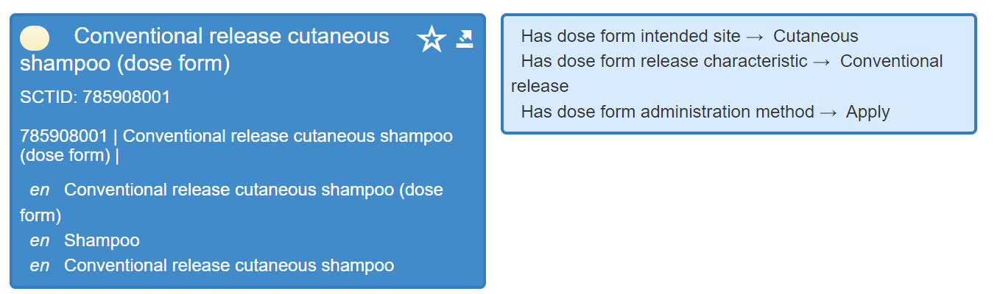 Conventional release cutaneous
shampoo (dose form)
SCTID: 785908001
785908001 | Conventional release cutaneous shampoo
(dose form) |
en Conventional release cutaneous shampoo (dose
form)
en Shampoo
en Conventional release cutaneous shampoo
Has dose form intended site → Cutaneous
Has dose form release characteristic → Conventional
release
Has dose form administration method → Apply